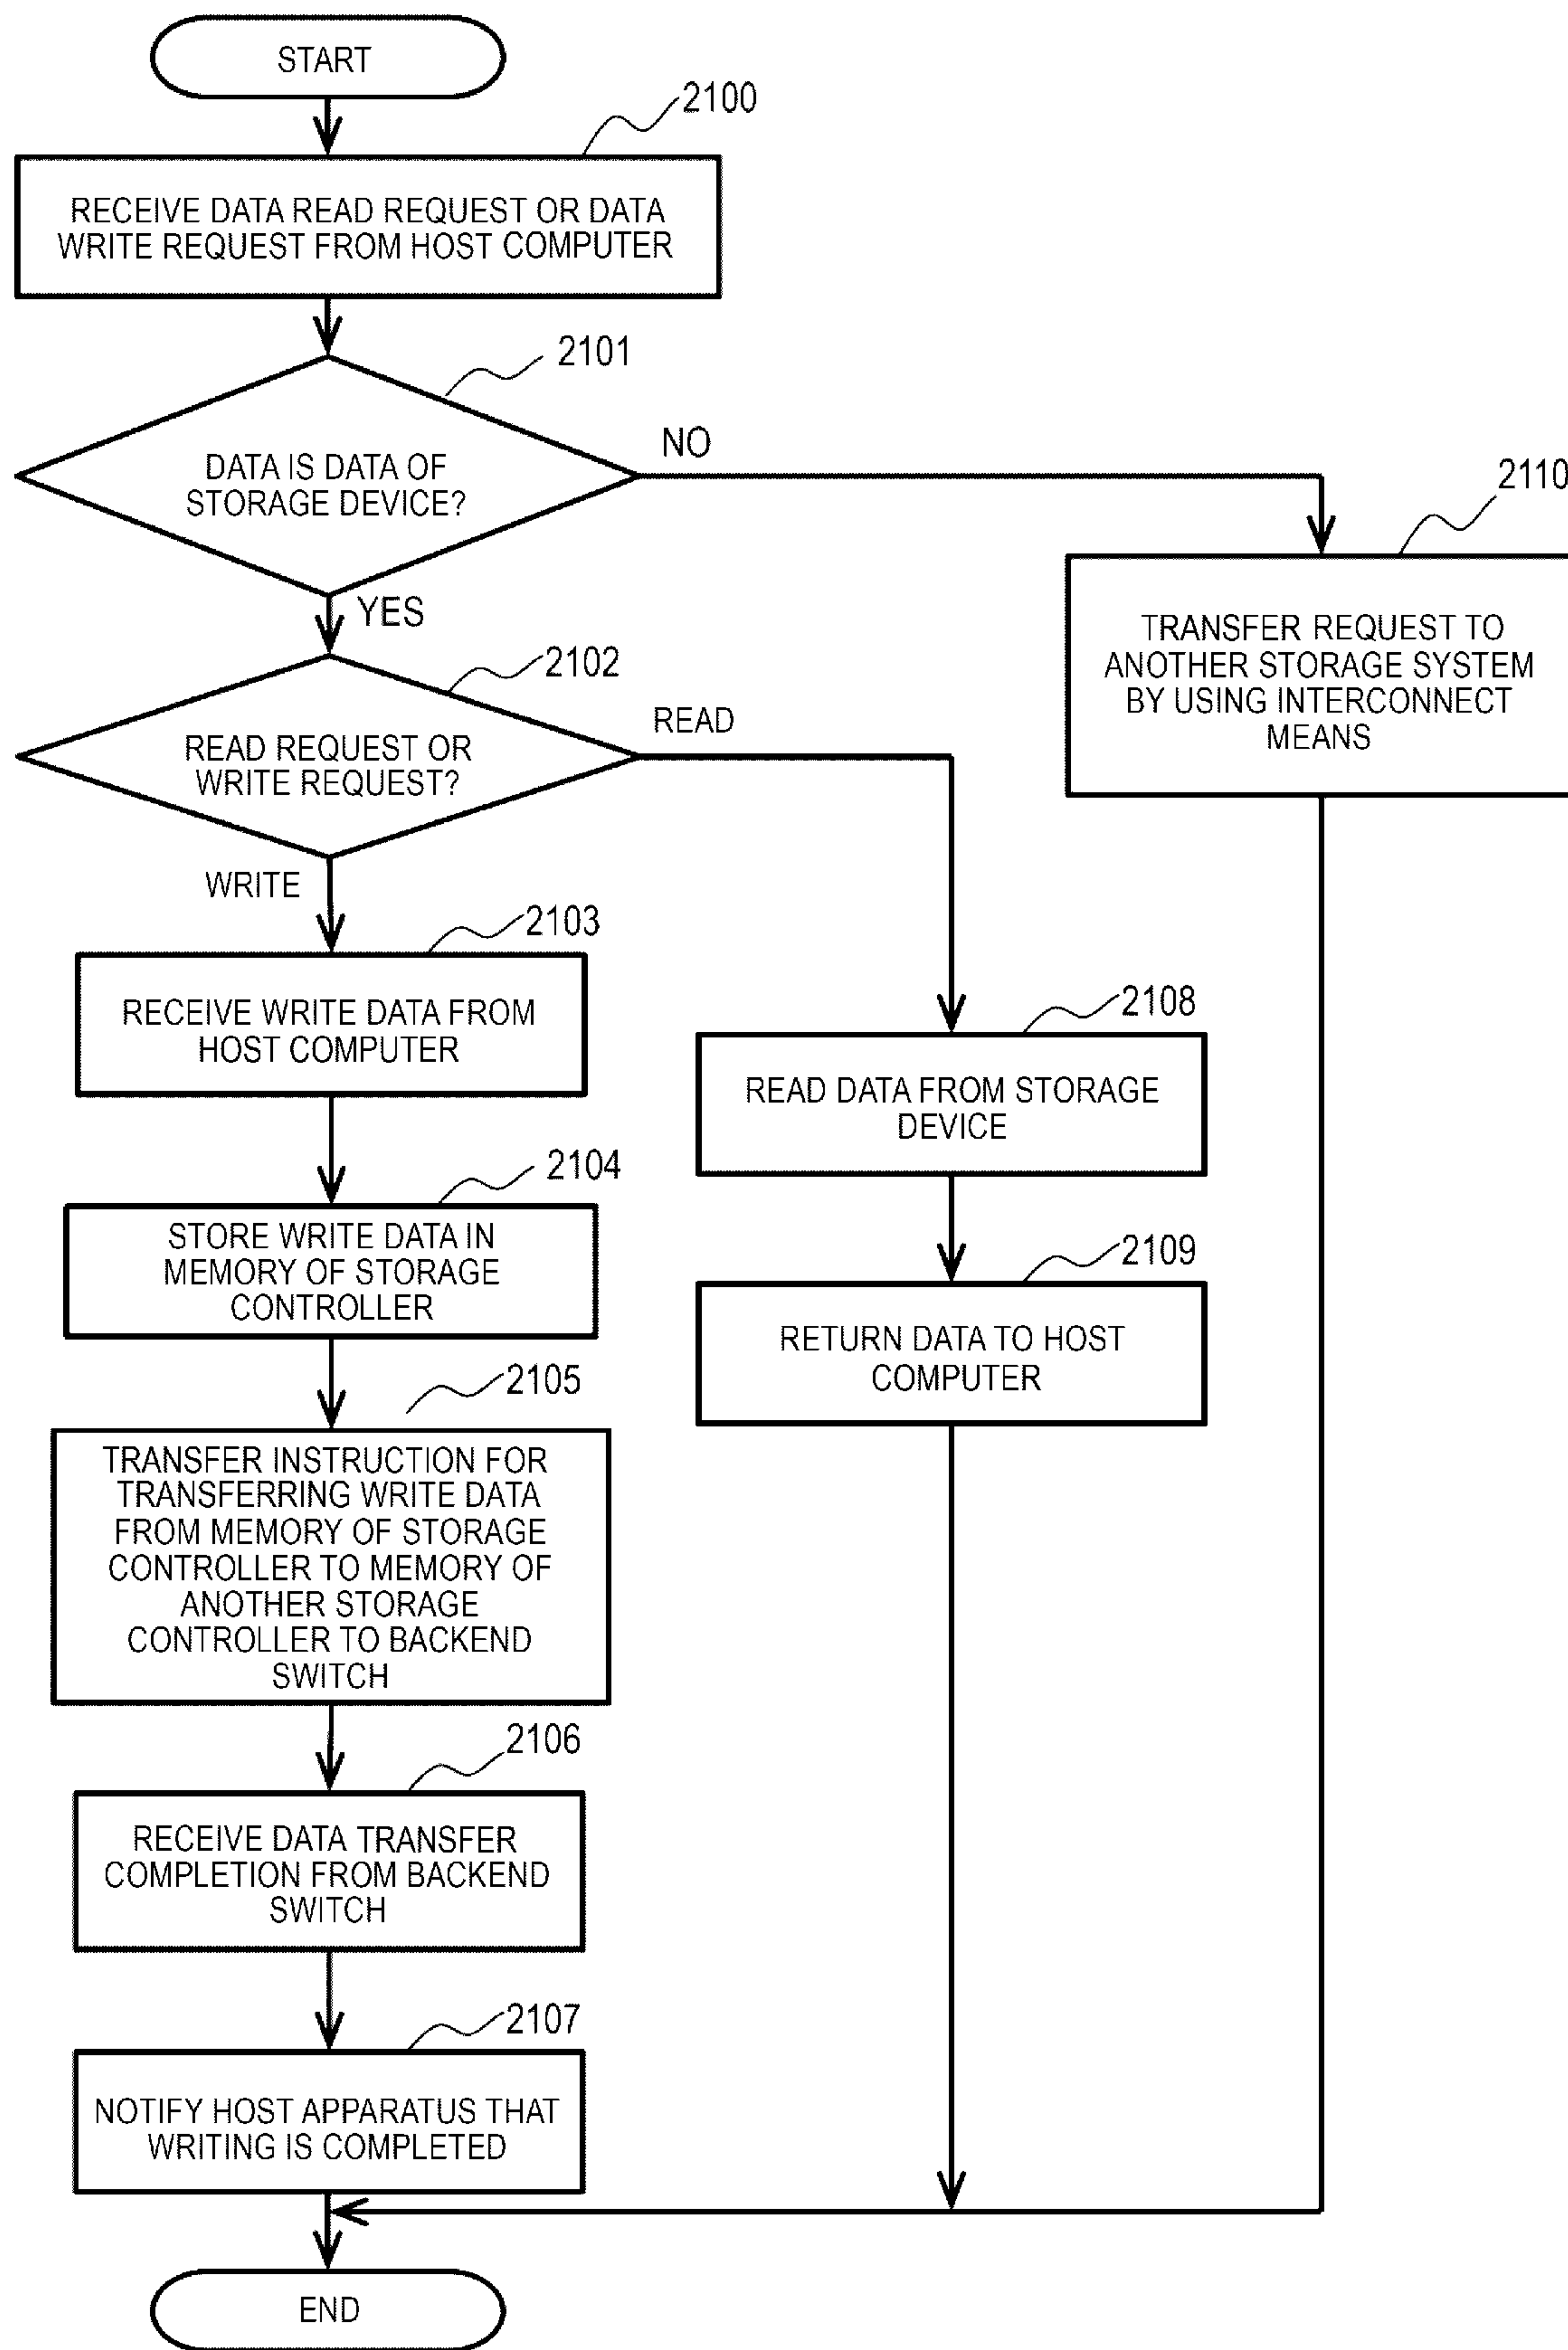 START
2100
RECEIVE DATA READ REQUEST OR DATA
WRITE REQUEST FROM HOST COMPUTER
2101
DATA IS DATA OF
STORAGE DEVICE?
NO
YES
2110
TRANSFER REQUEST TO
ANOTHER STORAGE SYSTEM
BY USING INTERCONNECT
MEANS
2102
READ REQUEST OR
WRITE REQUEST?
READ
WRITE
2103
RECEIVE WRITE DATA FROM
HOST COMPUTER
2108
READ DATA FROM STORAGE
DEVICE
2104
STORE WRITE DATA IN
MEMORY OF STORAGE
CONTROLLER
2109
RETURN DATA TO HOST
COMPUTER
2105
TRANSFER INSTRUCTION FOR
TRANSFERRING WRITE DATA
FROM MEMORY OF STORAGE
CONTROLLER TO MEMORY OF
ANOTHER STORAGE
CONTROLLER TO BACKEND
SWITCH
2106
RECEIVE DATA TRANSFER
COMPLETION FROM BACKEND
SWITCH
2107
NOTIFY HOST APPARATUS THAT
WRITING IS COMPLETED
END